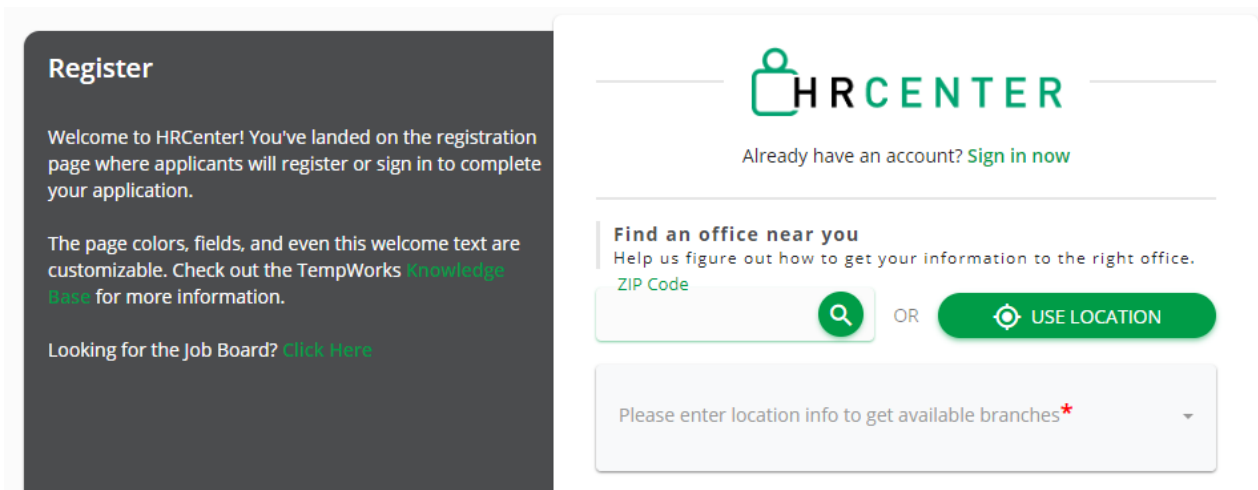 Register
Welcome to HRCenter! You've landed on the registration
page where applicants will register or sign in to complete
your application.
The page colors, fields, and even this welcome text are
customizable. Check out the TempWorks Knowledge
Base for more information.
Looking for the Job Board? Click Here
HRCENTER
Already have an account? Sign in now
Find an office near you
Help us figure out how to get your information to the right office.
ZIP Code
OR
USE LOCATION
Please enter location info to get available branches*